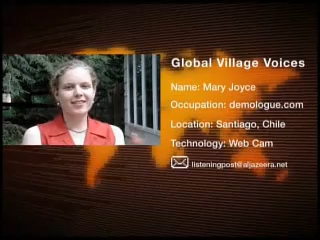 Global Village Voices
Name: Mary Joyce
Occupation: demologue.com
Location: Santiago, Chile
Technology: Web Cam
listeningpost@aljazeera.net